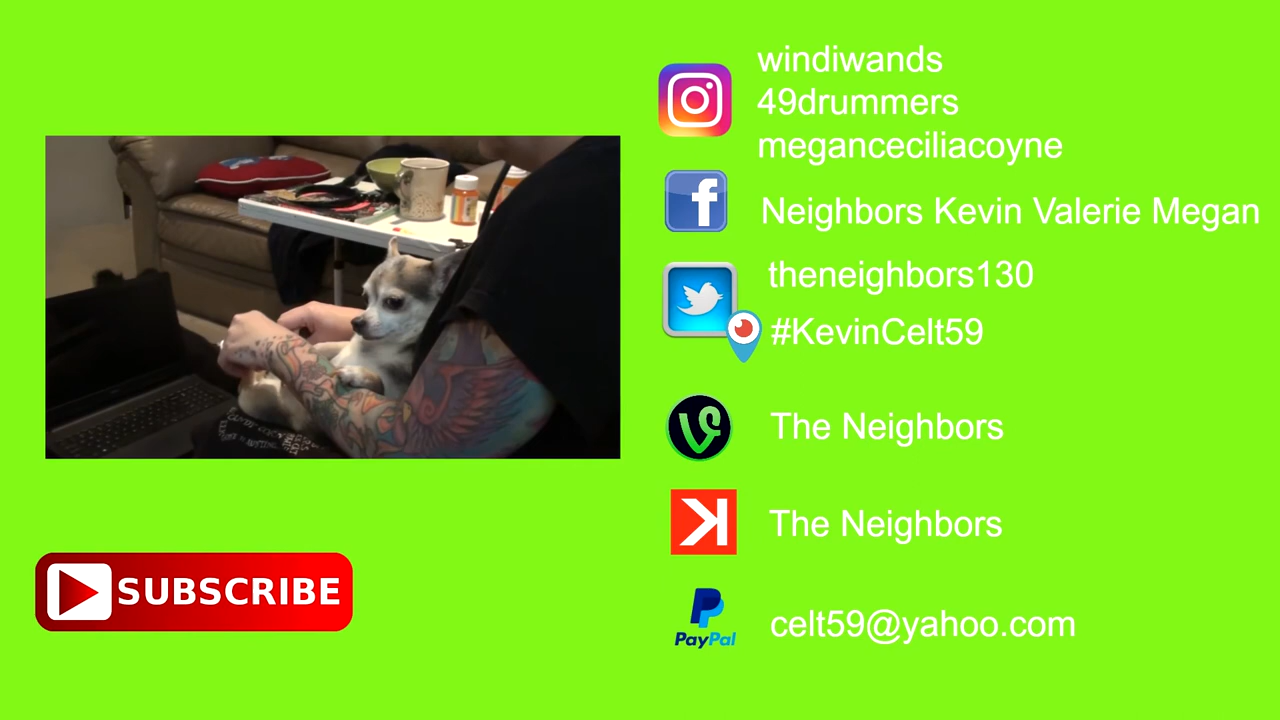 windiwands
49drummers
meganceciliacoyne
Neighbors Kevin Valerie Megan
theneighbors130
#KevinCelt59
The Neighbors
The Neighbors
SUBSCRIBE
PayPal
celt59@yahoo.com